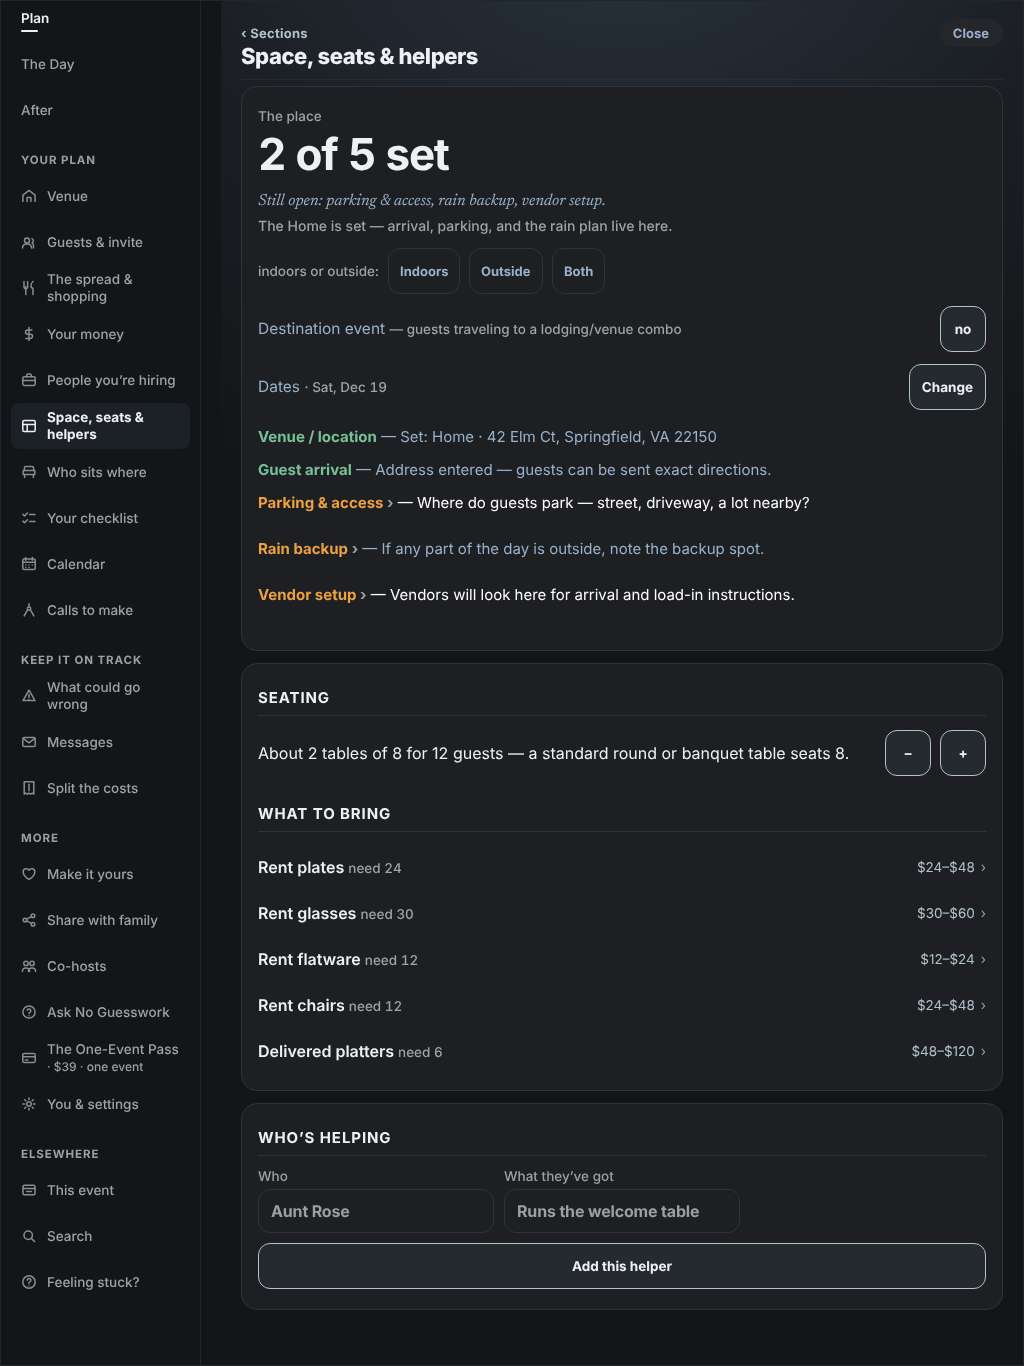 Plan
The Day
After
YOUR PLAN
Venue
Guests & invite
The spread &
shopping
Your money
People you’re hiring
Space, seats &
helpers
Who sits where
Your checklist
Calendar
Calls to make
KEEP IT ON TRACK
What could go
wrong
Messages
Split the costs
MORE
Make it yours
Share with family
Co-hosts
Ask No Guesswork
The One-Event Pass
· $39 · one event
You & settings
ELSEWHERE
This event
Search
Feeling stuck?
‹ Sections
Close
Space, seats & helpers
The place
2 of 5 set
Still open: parking & access, rain backup, vendor setup.
The Home is set — arrival, parking, and the rain plan live here.
indoors or outside: Indoors Outside Both
Destination event — guests traveling to a lodging/venue combo no
Dates · Sat, Dec 19 Change
Venue / location — Set: Home · 42 Elm Ct, Springfield, VA 22150
Guest arrival — Address entered — guests can be sent exact directions.
Parking & access › — Where do guests park — street, driveway, a lot nearby?
Rain backup › — If any part of the day is outside, note the backup spot.
Vendor setup › — Vendors will look here for arrival and load-in instructions.
SEATING
About 2 tables of 8 for 12 guests — a standard round or banquet table seats 8. − +
WHAT TO BRING
Rent plates need 24 $24–$48 ›
Rent glasses need 30 $30–$60 ›
Rent flatware need 12 $12–$24 ›
Rent chairs need 12 $24–$48 ›
Delivered platters need 6 $48–$120 ›
WHO’S HELPING
Who What they’ve got
Aunt Rose Runs the welcome table
Add this helper